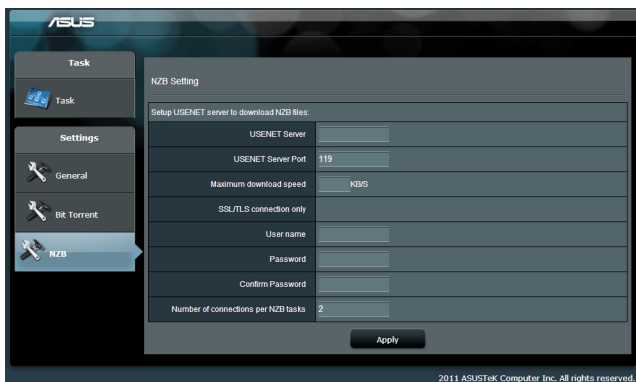 ASUS
Task
Task
Settings
General
Bit Torrent
NZB
NZB Setting
Setup USENET server to download NZB files:
USENET Server
USENET Server Port 119
Maximum download speed KB/S
SSL/TLS connection only
User name
Password
Confirm Password
Number of connections per NZB tasks 2
Apply
2011 ASUSTeK Computer Inc. All rights reserved.